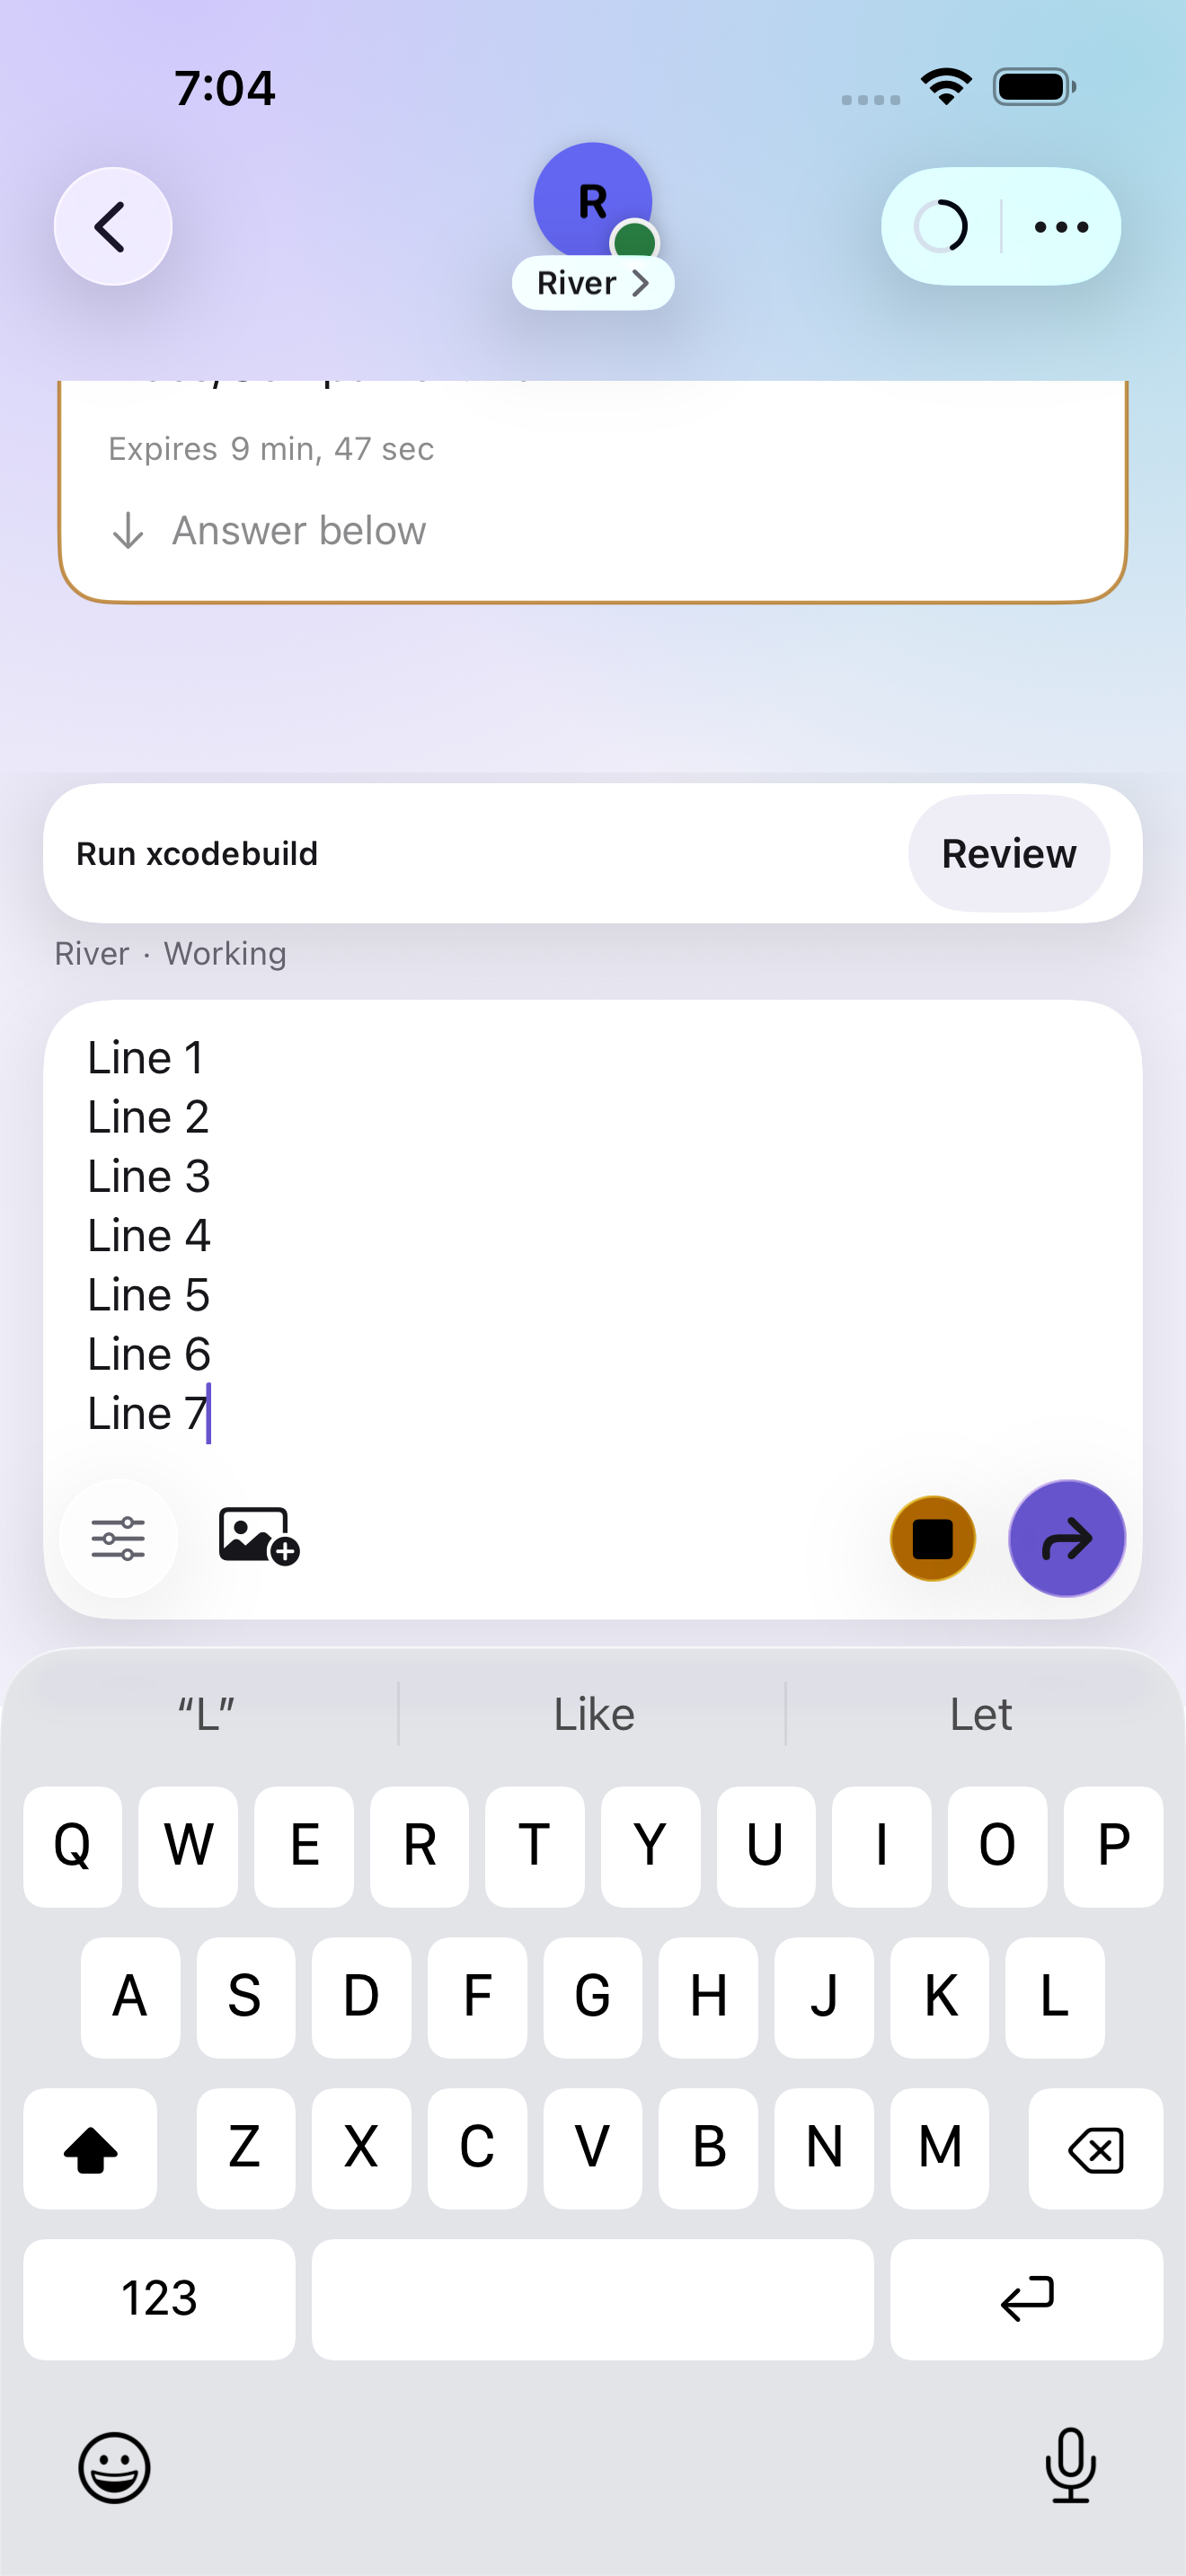 7:04
R
River
Expires 9 min, 47 sec
Answer below
Run xcodebuild
Review
River · Working
Line 1
Line 2
Line 3
Line 4
Line 5
Line 6
Line 7
“L” Like Let
Q W E R T Y U I O P
A S D F G H J K L
Z X C V B N M
123